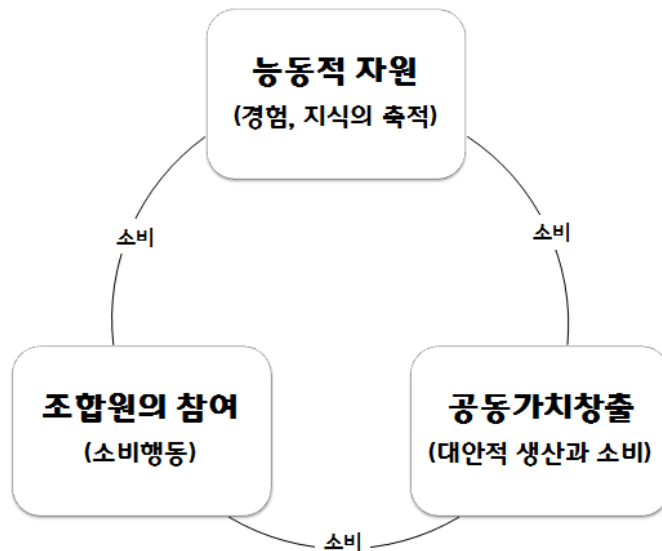 능동적 자원
(경험, 지식의 축적)
소비
소비
조합원의 참여
(소비행동)
공동가치창출
(대안적 생산과 소비)
소비